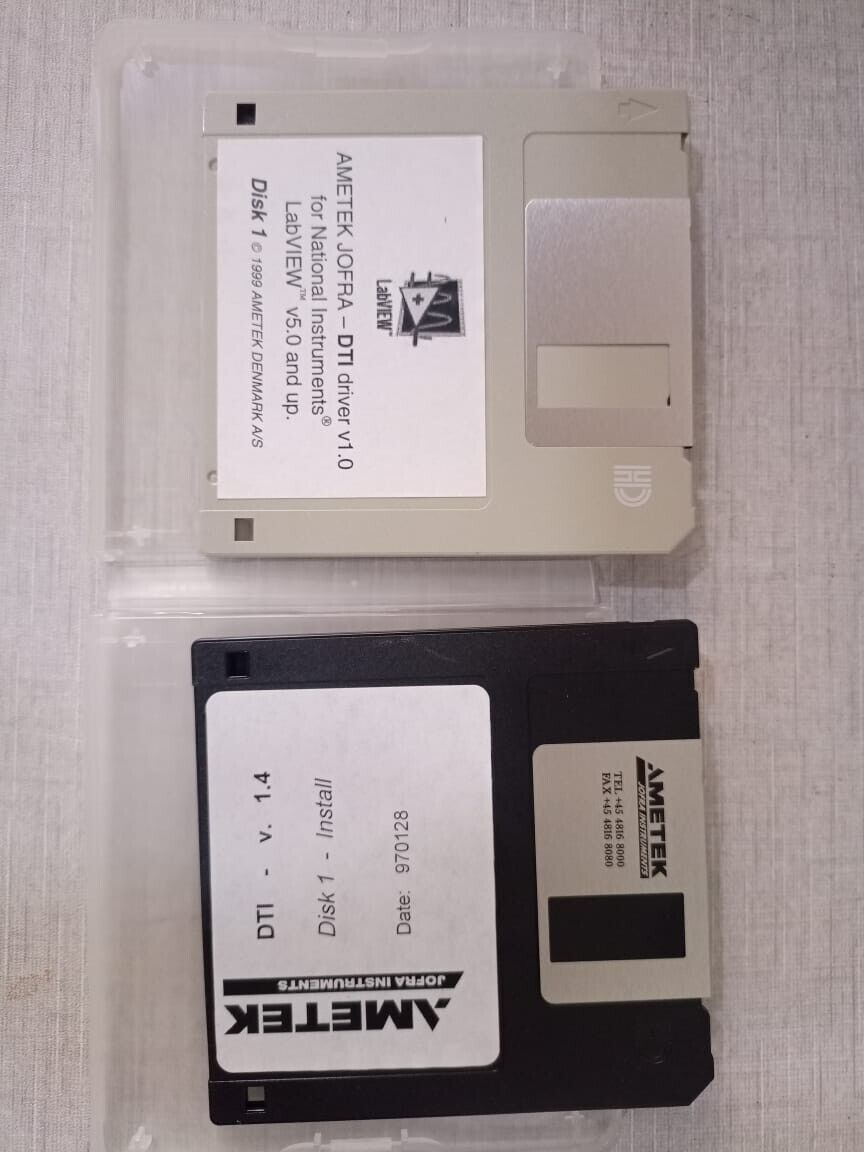 LabVIEW™
AMETEK JOFRA – DTI driver v1.0
for National Instruments®
LabVIEW™ v5.0 and up.
Disk 1 © 1999 AMETEK DENMARK A/S
HD
AMETEK
JOFRA INSTRUMENTS
DTI - v. 1.4
Disk 1 - Install
Date: 970128
AMETEK
JOFRA INSTRUMENTS
TEL +45 4816 8000
FAX +45 4816 8080